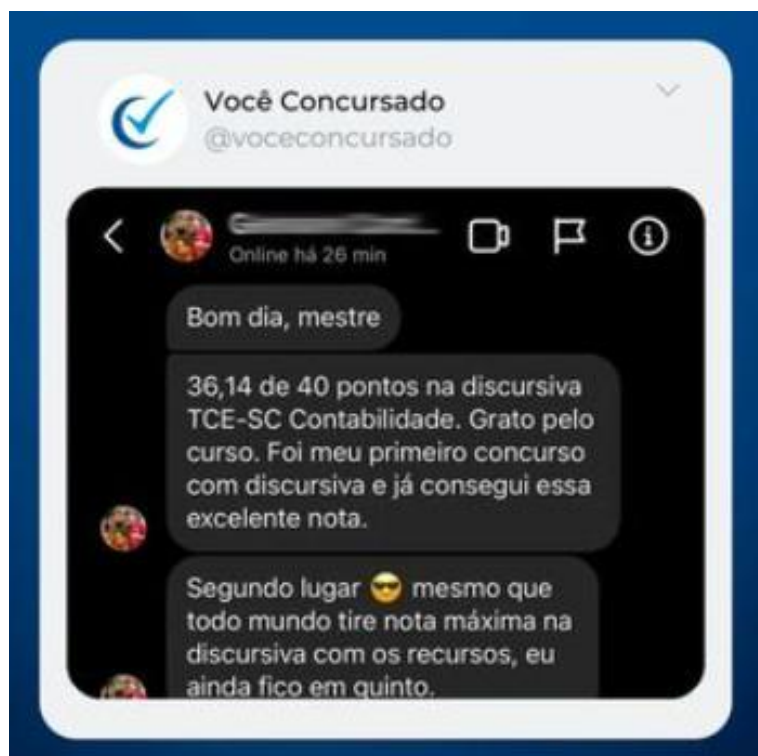 Você Concursado
@voceconcursado
Online há 26 min
Bom dia, mestre
36,14 de 40 pontos na discursiva
TCE-SC Contabilidade. Grato pelo
curso. Foi meu primeiro concurso
com discursiva e já consegui essa
excelente nota.
Segundo lugar 😎 mesmo que
todo mundo tire nota máxima na
discursiva com os recursos, eu
ainda fico em quinto.